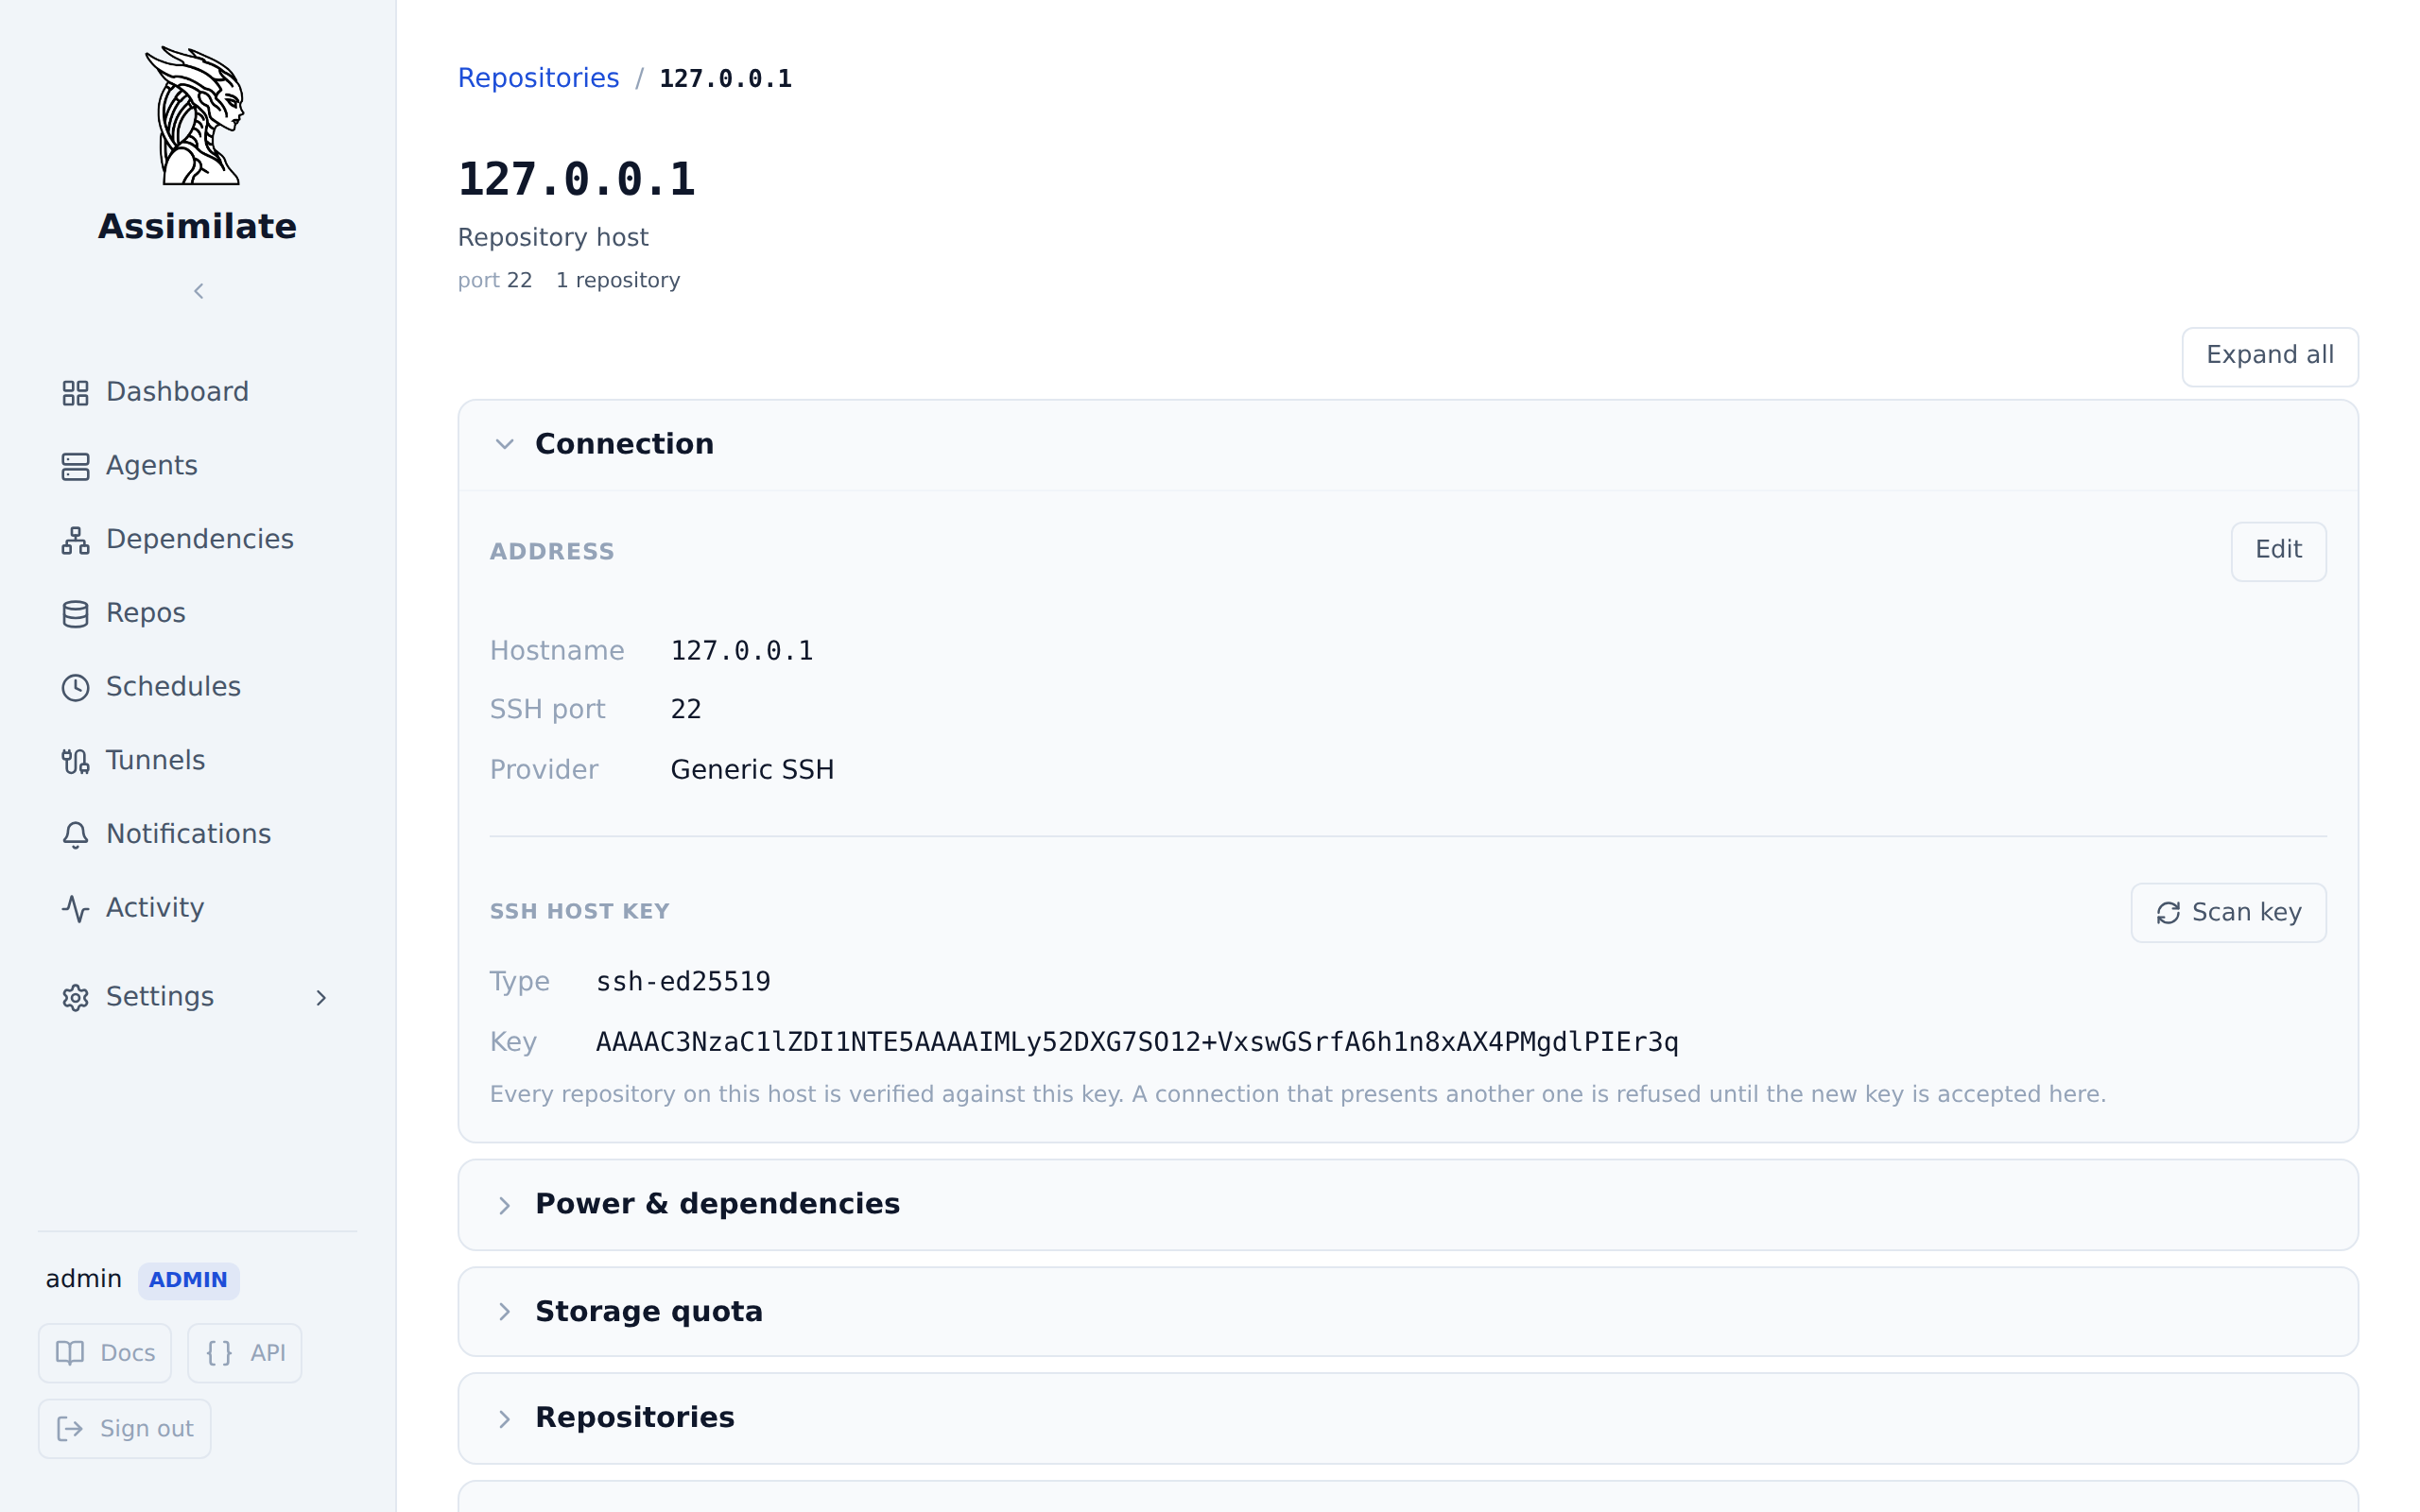 Assimilate
Dashboard
Agents
Dependencies
Repos
Schedules
Tunnels
Notifications
Activity
Settings
admin ADMIN
Docs
API
Sign out
Repositories / 127.0.0.1
127.0.0.1
Repository host
port 22 1 repository
Expand all
Connection
ADDRESS
Edit
Hostname 127.0.0.1
SSH port 22
Provider Generic SSH
SSH HOST KEY
Scan key
Type ssh-ed25519
Key AAAAC3NzaC1lZDI1NTE5AAAAIMLy52DXG7SO12+VxswGSrfA6h1n8xAX4PMgdlPIEr3q
Every repository on this host is verified against this key. A connection that presents another one is refused until the new key is accepted here.
Power & dependencies
Storage quota
Repositories